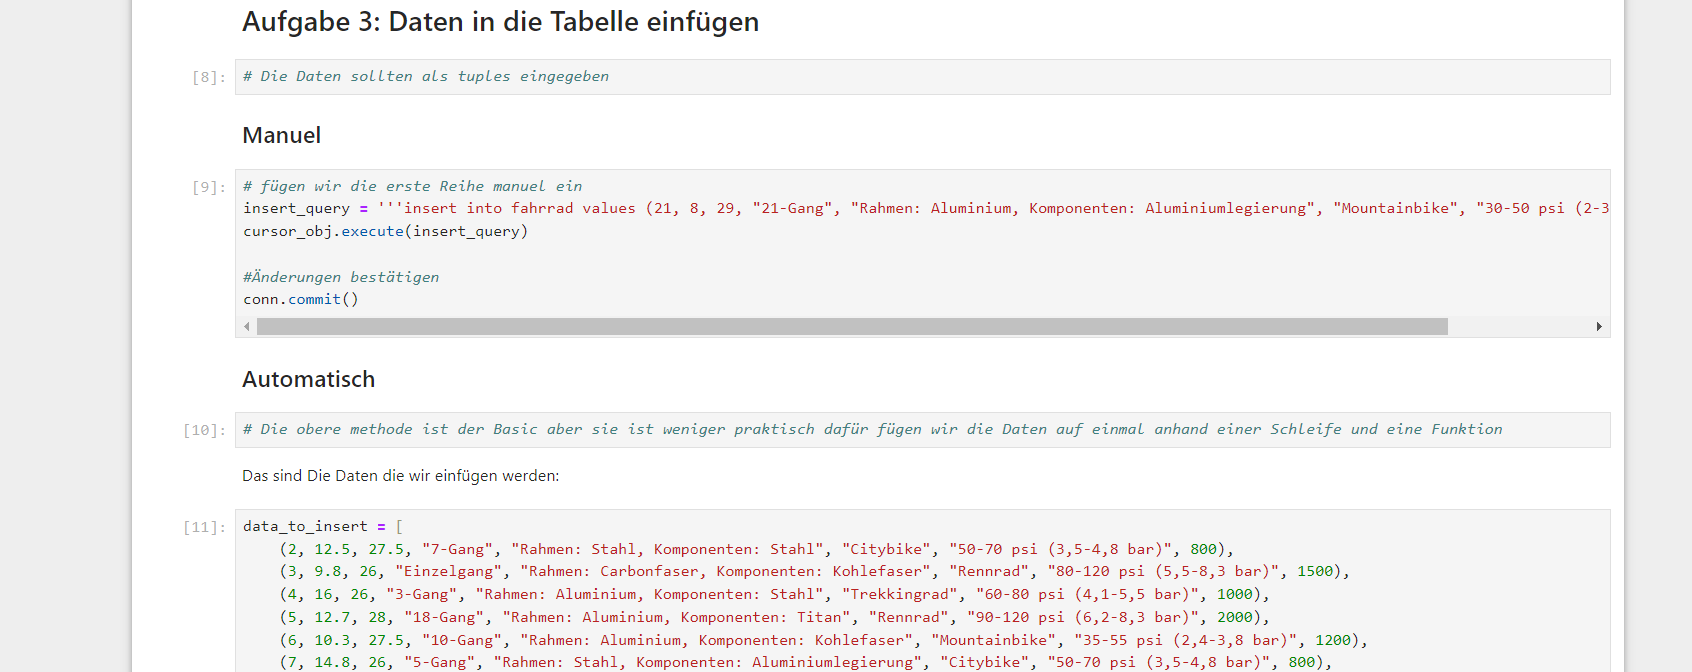 Aufgabe 3: Daten in die Tabelle einfügen
[8]: # Die Daten sollten als tuples eingegeben
Manuel
[9]: # fügen wir die erste Reihe manuel ein
insert_query = '''insert into fahrrad values (21, 8, 29, "21-Gang", "Rahmen: Aluminium, Komponenten: Aluminiumlegierung", "Mountainbike", "30-50 psi (2-3
cursor_obj.execute(insert_query)
#Änderungen bestätigen
conn.commit()
Automatisch
[10]: # Die obere methode ist der Basic aber sie ist weniger praktisch dafür fügen wir die Daten auf einmal anhand einer Schleife und eine Funktion
Das sind Die Daten die wir einfügen werden:
[11]: data_to_insert = [
(2, 12.5, 27.5, "7-Gang", "Rahmen: Stahl, Komponenten: Stahl", "Citybike", "50-70 psi (3,5-4,8 bar)", 800),
(3, 9.8, 26, "Einzelgang", "Rahmen: Carbonfaser, Komponenten: Kohlefaser", "Rennrad", "80-120 psi (5,5-8,3 bar)", 1500),
(4, 16, 26, "3-Gang", "Rahmen: Aluminium, Komponenten: Stahl", "Trekkingrad", "60-80 psi (4,1-5,5 bar)", 1000),
(5, 12.7, 28, "18-Gang", "Rahmen: Aluminium, Komponenten: Titan", "Rennrad", "90-120 psi (6,2-8,3 bar)", 2000),
(6, 10.3, 27.5, "10-Gang", "Rahmen: Aluminium, Komponenten: Kohlefaser", "Mountainbike", "35-55 psi (2,4-3,8 bar)", 1200),
(7, 14.8, 26, "5-Gang", "Rahmen: Stahl, Komponenten: Aluminiumlegierung", "Citybike", "50-70 psi (3,5-4,8 bar)", 800),